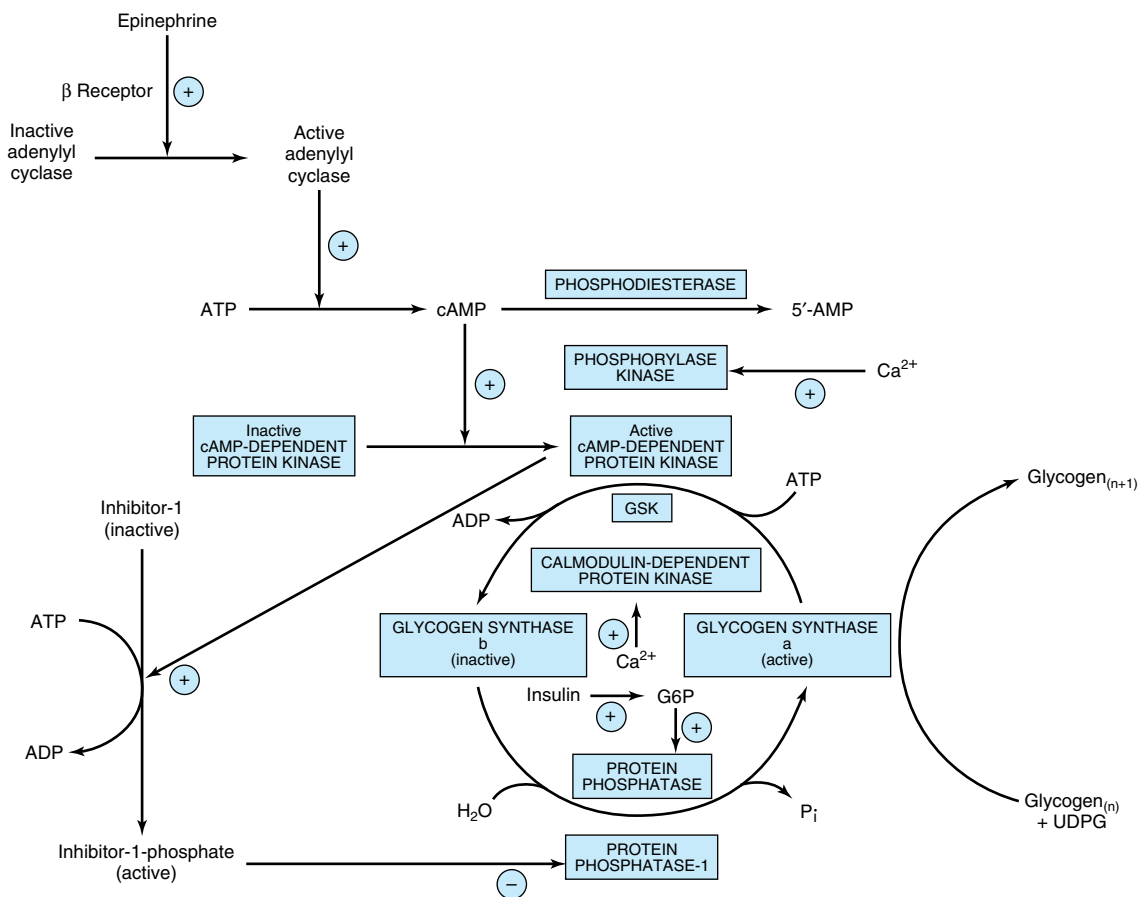 Epinephrine
β Receptor
+
Inactive
adenylyl
cyclase
Active
adenylyl
cyclase
+
ATP
cAMP
PHOSPHODIESTERASE
5′-AMP
+
PHOSPHORYLASE
KINASE
+
Ca²⁺
Inactive
cAMP-DEPENDENT
PROTEIN KINASE
Active
cAMP-DEPENDENT
PROTEIN KINASE
ATP
Glycogen₍ₙ₊₁₎
Inhibitor-1
(inactive)
ADP
GSK
CALMODULIN-DEPENDENT
PROTEIN KINASE
ATP
GLYCOGEN SYNTHASE
b
(inactive)
+
Ca²⁺
GLYCOGEN SYNTHASE
a
(active)
+
Insulin
+
G6P
+
ADP
PROTEIN
PHOSPHATASE
H₂O
Pi
Glycogen₍ₙ₎
+ UDPG
Inhibitor-1-phosphate
(active)
−
PROTEIN
PHOSPHATASE-1